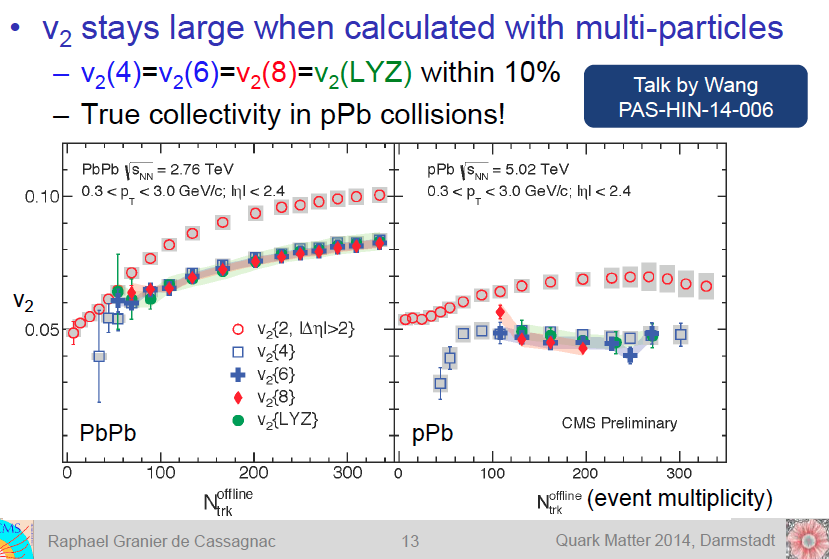 • v₂ stays large when calculated with multi-particles
– v₂(4)=v₂(6)=v₂(8)=v₂(LYZ) within 10%
– True collectivity in pPb collisions!
Talk by Wang
PAS-HIN-14-006
PbPb √sNN = 2.76 TeV
0.3 < pT < 3.0 GeV/c; |η| < 2.4
pPb √sNN = 5.02 TeV
0.3 < pT < 3.0 GeV/c; |η| < 2.4
0.10
v₂
0.05
v₂{2, |Δη|>2}
v₂{4}
v₂{6}
v₂{8}
v₂{LYZ}
PbPb
pPb
CMS Preliminary
0 100 200 300
0 100 200 300
Ntrk^offline
Ntrk^offline (event multiplicity)
CMS
Raphael Granier de Cassagnac
13
Quark Matter 2014, Darmstadt